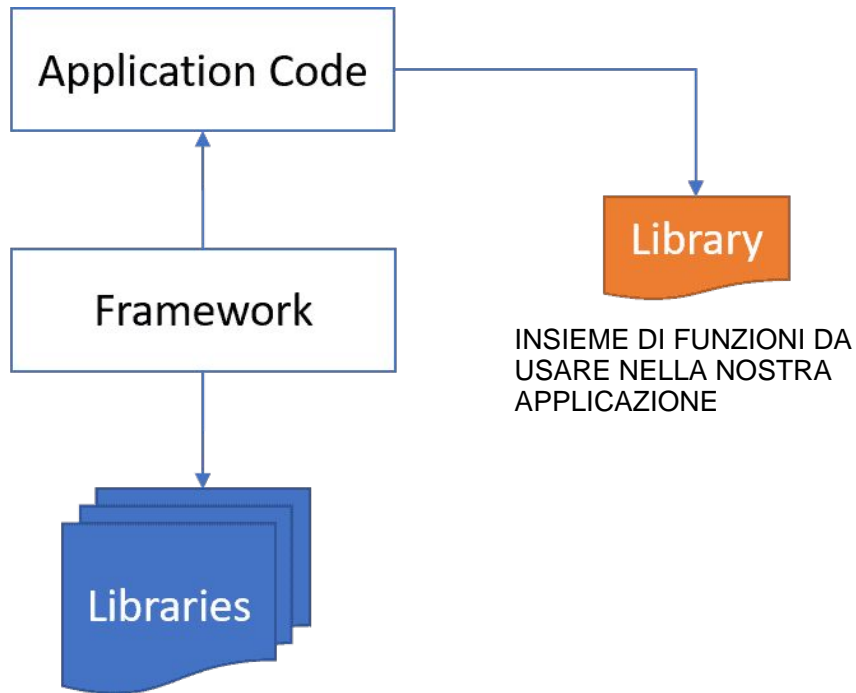 Application Code
Library
Framework
INSIEME DI FUNZIONI DA
USARE NELLA NOSTRA
APPLICAZIONE
Libraries